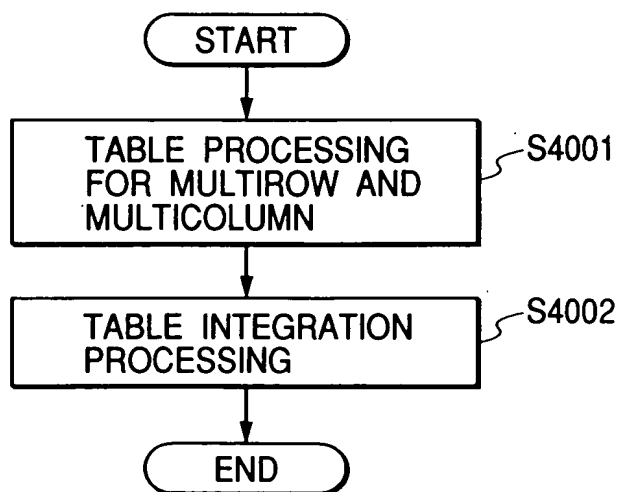 START
TABLE PROCESSING
FOR MULTIROW AND
MULTICOLUMN
S4001
TABLE INTEGRATION
PROCESSING
S4002
END